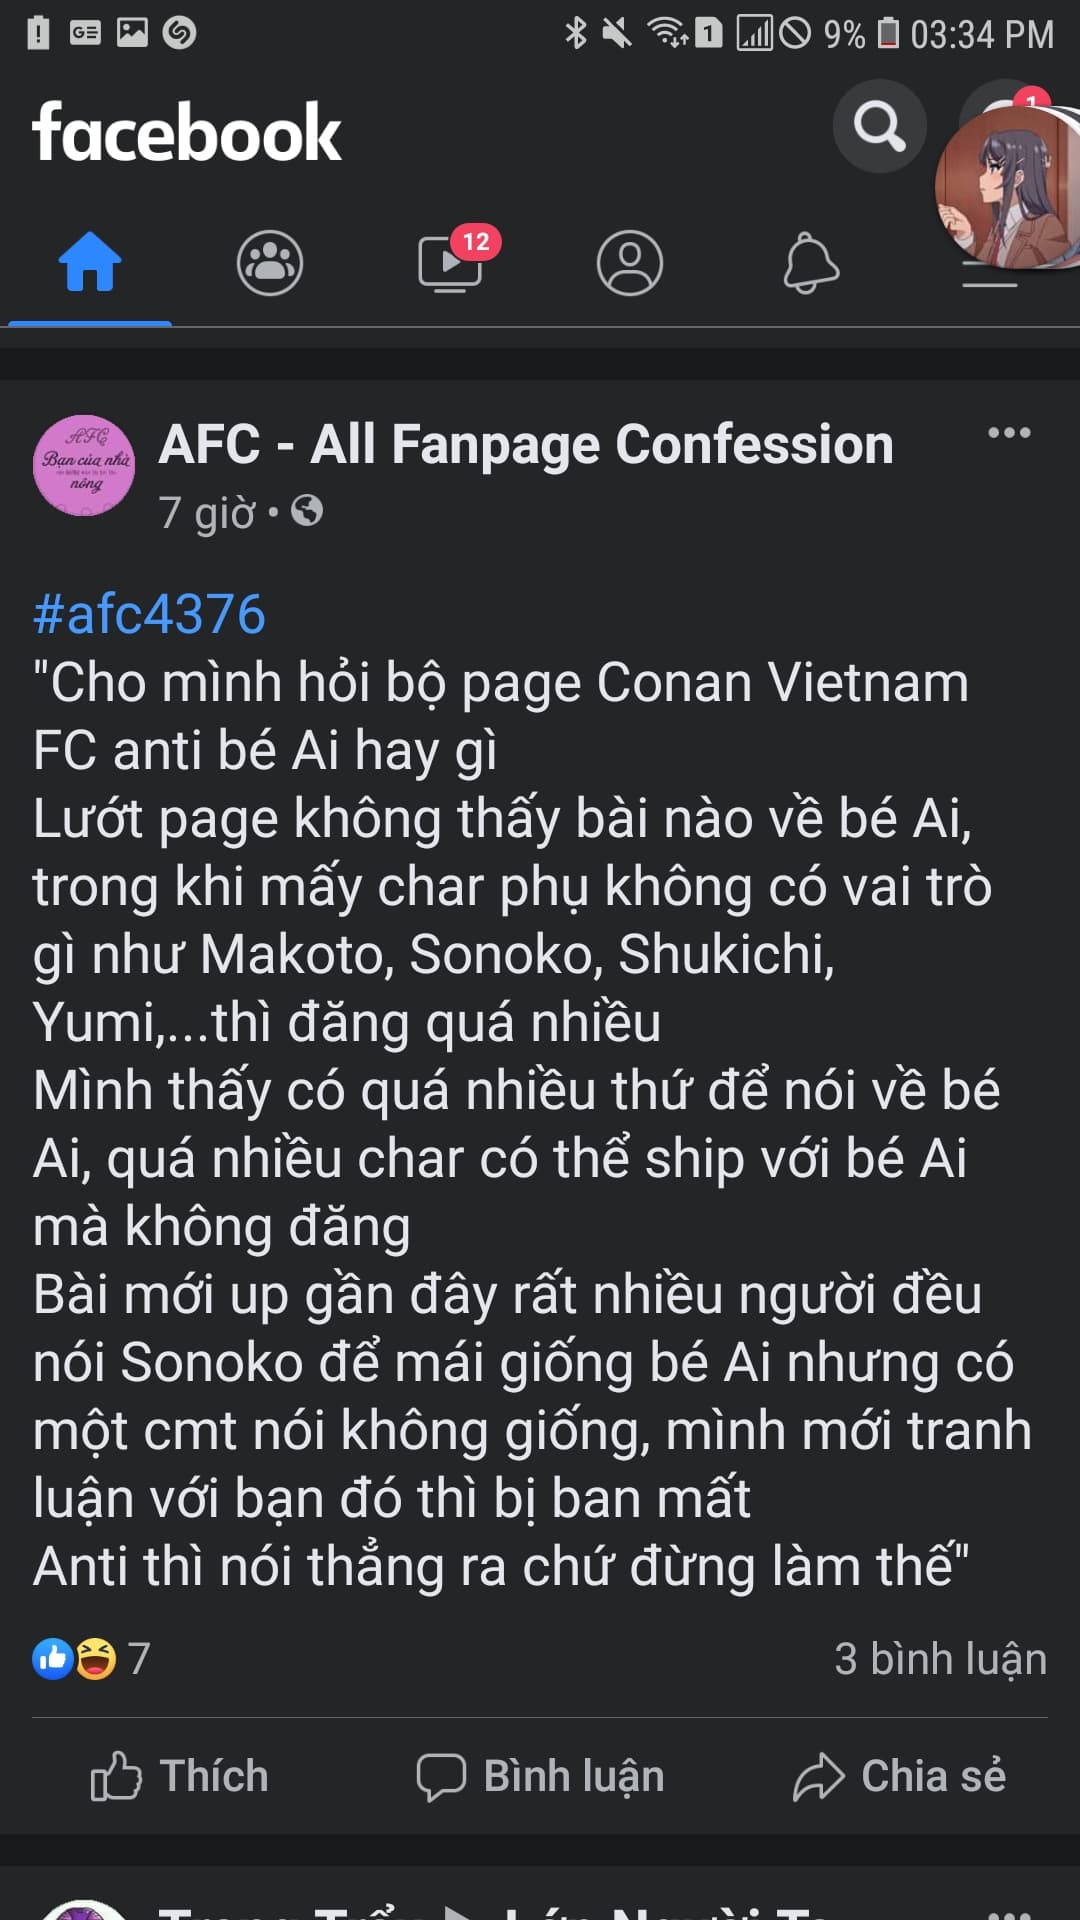 9% 03:34 PM
facebook
1
12
AFC - All Fanpage Confession
7 giờ •
#afc4376
"Cho mình hỏi bộ page Conan Vietnam
FC anti bé Ai hay gì
Lướt page không thấy bài nào về bé Ai,
trong khi mấy char phụ không có vai trò
gì như Makoto, Sonoko, Shukichi,
Yumi,...thì đăng quá nhiều
Mình thấy có quá nhiều thứ để nói về bé
Ai, quá nhiều char có thể ship với bé Ai
mà không đăng
Bài mới up gần đây rất nhiều người đều
nói Sonoko để mái giống bé Ai nhưng có
một cmt nói không giống, mình mới tranh
luận với bạn đó thì bị ban mất
Anti thì nói thẳng ra chứ đừng làm thế"
7
3 bình luận
Thích
Bình luận
Chia sẻ